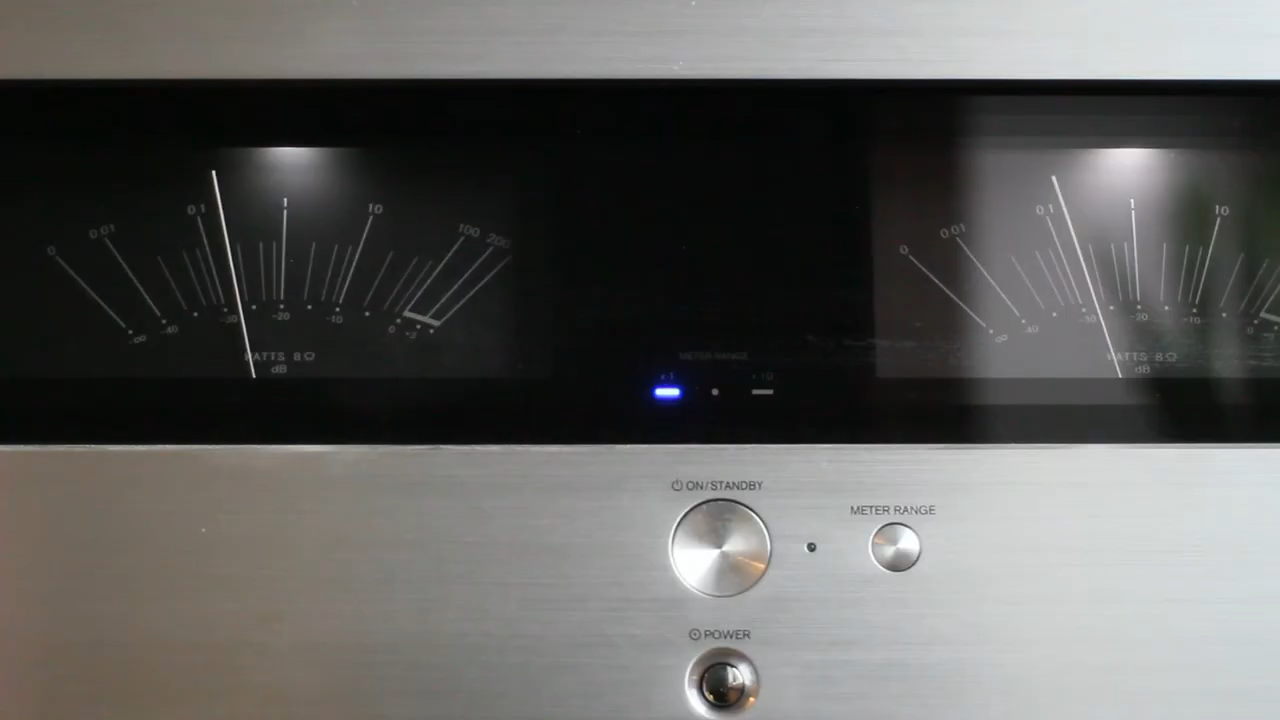 0 0.01 0.1 1 10 100 200
-∞ -40 -30 -20 -10 0
WATTS 8Ω
dB
0 0.01 0.1 1 10
-∞ -40 -30 -20 -10 0
WATTS 8Ω
dB
METER RANGE
×1 ×10
ON/STANDBY
METER RANGE
POWER